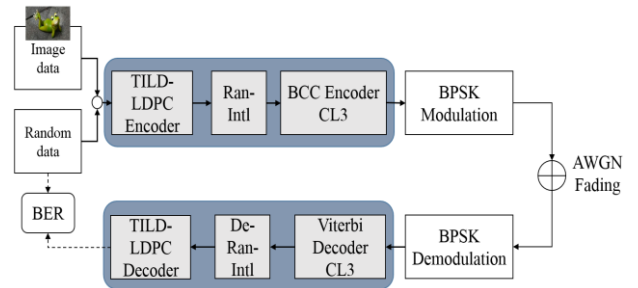 Image
data
Random
data
TILD-
LDPC
Encoder
Ran-
Intl
BCC Encoder
CL3
BPSK
Modulation
AWGN
Fading
BER
TILD-
LDPC
Decoder
De-
Ran-
Intl
Viterbi
Decoder
CL3
BPSK
Demodulation